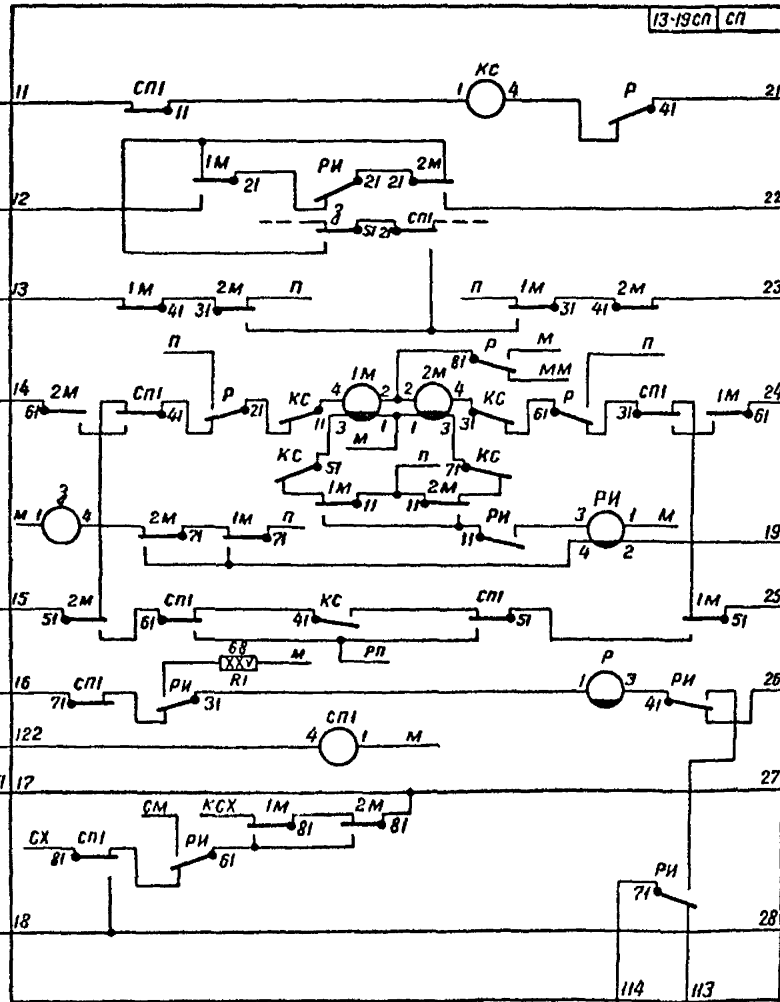 13-19СП СП
КС
11 СП1 1 4 Р 21
11 41
1М РИ 2М
21 21 21
12 З СП1 22
51 21
13 1М 2М П П 1М 2М 23
41 31 31 41
П Р М П
81 ММ
14 2М СП1 Р КС 4 1М 2 2 2М 4 КС Р СП1 1М 24
61 41 21 11 3 1 1 3 31 61 31 61
М П
КС 51 71 КС
1М 2М
З 11 11 РИ РИ
М 1 4 2М 1М П 11 3 1 М
71 71 4 2 19
15 2М СП1 КС СП1 1М 25
51 61 41 51 51
68 М РП
R1
16 СП1 РИ 1 Р 3 РИ 26
71 31 41
122 СП1
4 1 М
17 27
СМ КСХ 1М 2М
81 81
СХ СП1 РИ
81 61
РИ
71
18 28
114 113